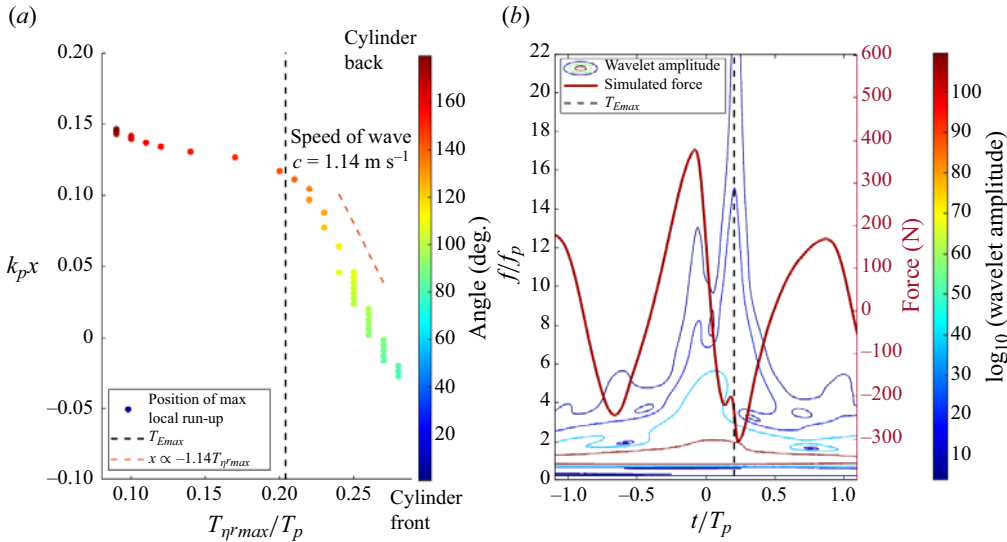 (a)
0.20
0.15
0.10
0.05
0
−0.05
−0.10
k_p x
0.10
0.15
0.20
0.25
T_ηrmax/T_p
Cylinder
back
Speed of wave
c = 1.14 m s⁻¹
Position of max
local run-up
T_Emax
x ∝ −1.14T_ηrmax
Cylinder
front
160
140
120
100
80
60
40
20
0
Angle (deg.)
(b)
22
20
18
16
14
12
10
8
6
4
2
0
f/f_p
Wavelet amplitude
Simulated force
T_Emax
−1.0
−0.5
0
0.5
1.0
t/T_p
600
500
400
300
200
100
0
−100
−200
−300
Force (N)
100
90
80
70
60
50
40
30
20
10
log₁₀ (wavelet amplitude)